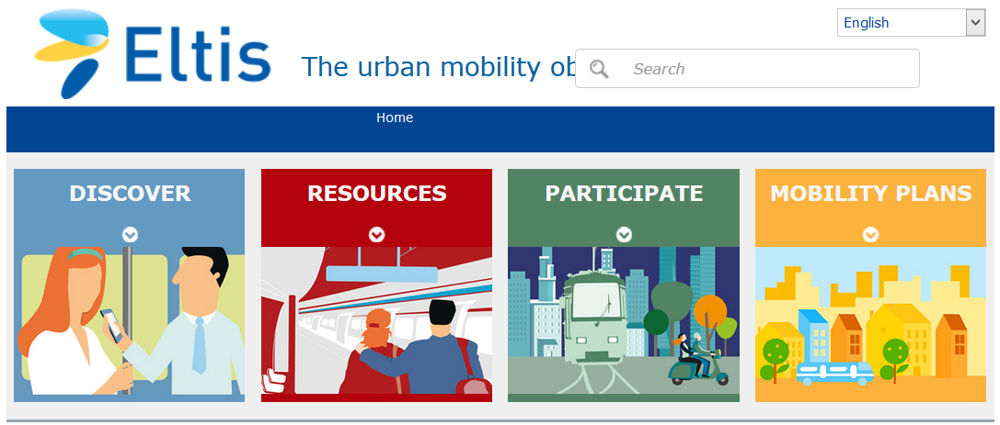 English
Eltis
The urban mobility ob
Search
Home
DISCOVER
RESOURCES
PARTICIPATE
MOBILITY PLANS